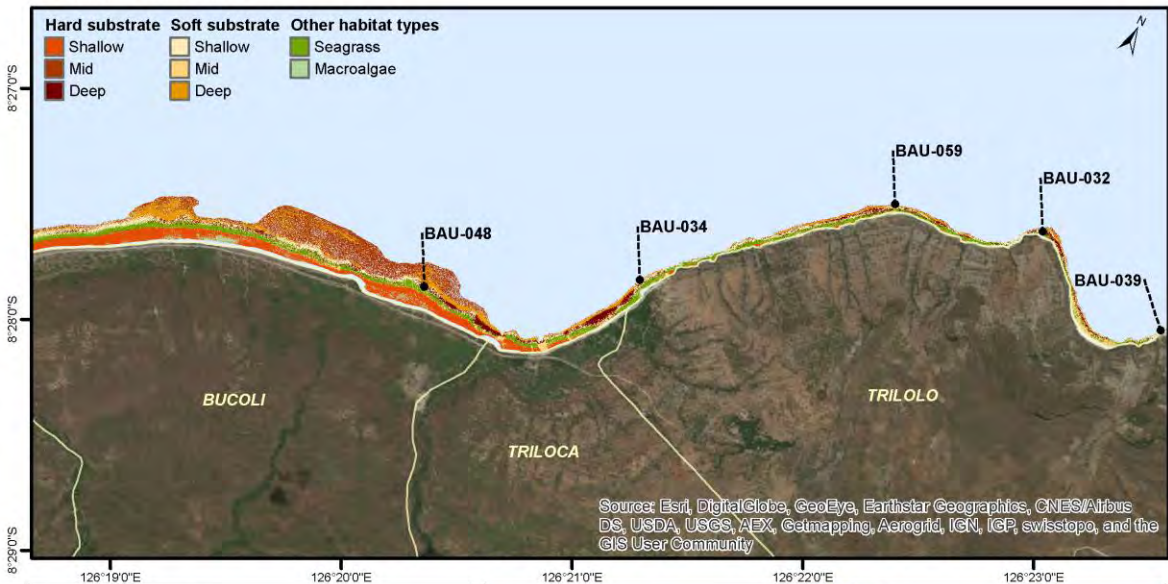 Hard substrate Soft substrate Other habitat types
Shallow Shallow Seagrass
Mid Mid Macroalgae
Deep Deep
N
8°27'0"S
8°28'0"S
8°29'0"S
BAU-059
BAU-032
BAU-048
BAU-034
BAU-039
BUCOLI
TRILOCA
TRILOLO
Source: Esri, DigitalGlobe, GeoEye, Earthstar Geographics, CNES/Airbus
DS, USDA, USGS, AEX, Getmapping, Aerogrid, IGN, IGP, swisstopo, and the
GIS User Community
126°19'0"E 126°20'0"E 126°21'0"E 126°22'0"E 126°23'0"E